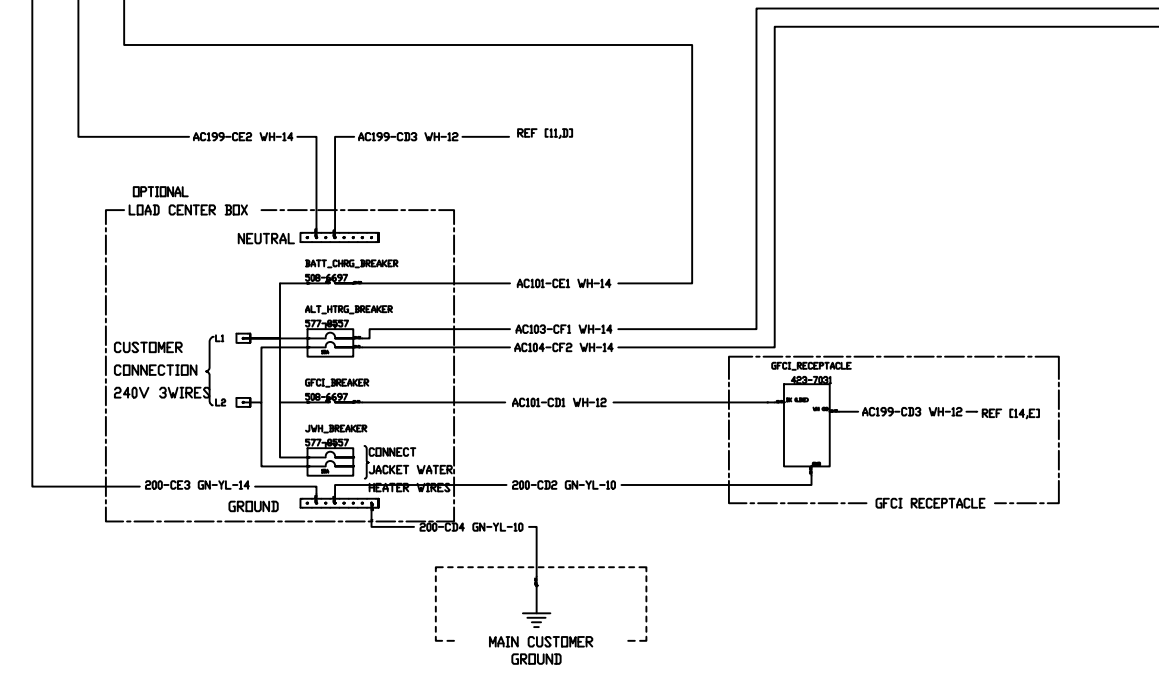 AC199-CE2 WH-14
AC199-CD3 WH-12
REF [11,D]
OPTIONAL
LOAD CENTER BOX
NEUTRAL
BATT_CHRG_BREAKER
508-6697
AC101-CE1 WH-14
ALT_HTRG_BREAKER
577-8557
AC103-CF1 WH-14
AC104-CF2 WH-14
L1
CUSTOMER
CONNECTION
240V 3WIRES
L2
GFCI_BREAKER
508-6697
AC101-CD1 WH-12
GFCI_RECEPTACLE
423-7031
AC199-CD3 WH-12
REF [14,E]
JWH_BREAKER
577-8557
CONNECT
JACKET WATER
HEATER WIRES
200-CE3 GN-YL-14
200-CD2 GN-YL-10
GROUND
GFCI RECEPTACLE
200-CD4 GN-YL-10
MAIN CUSTOMER
GROUND